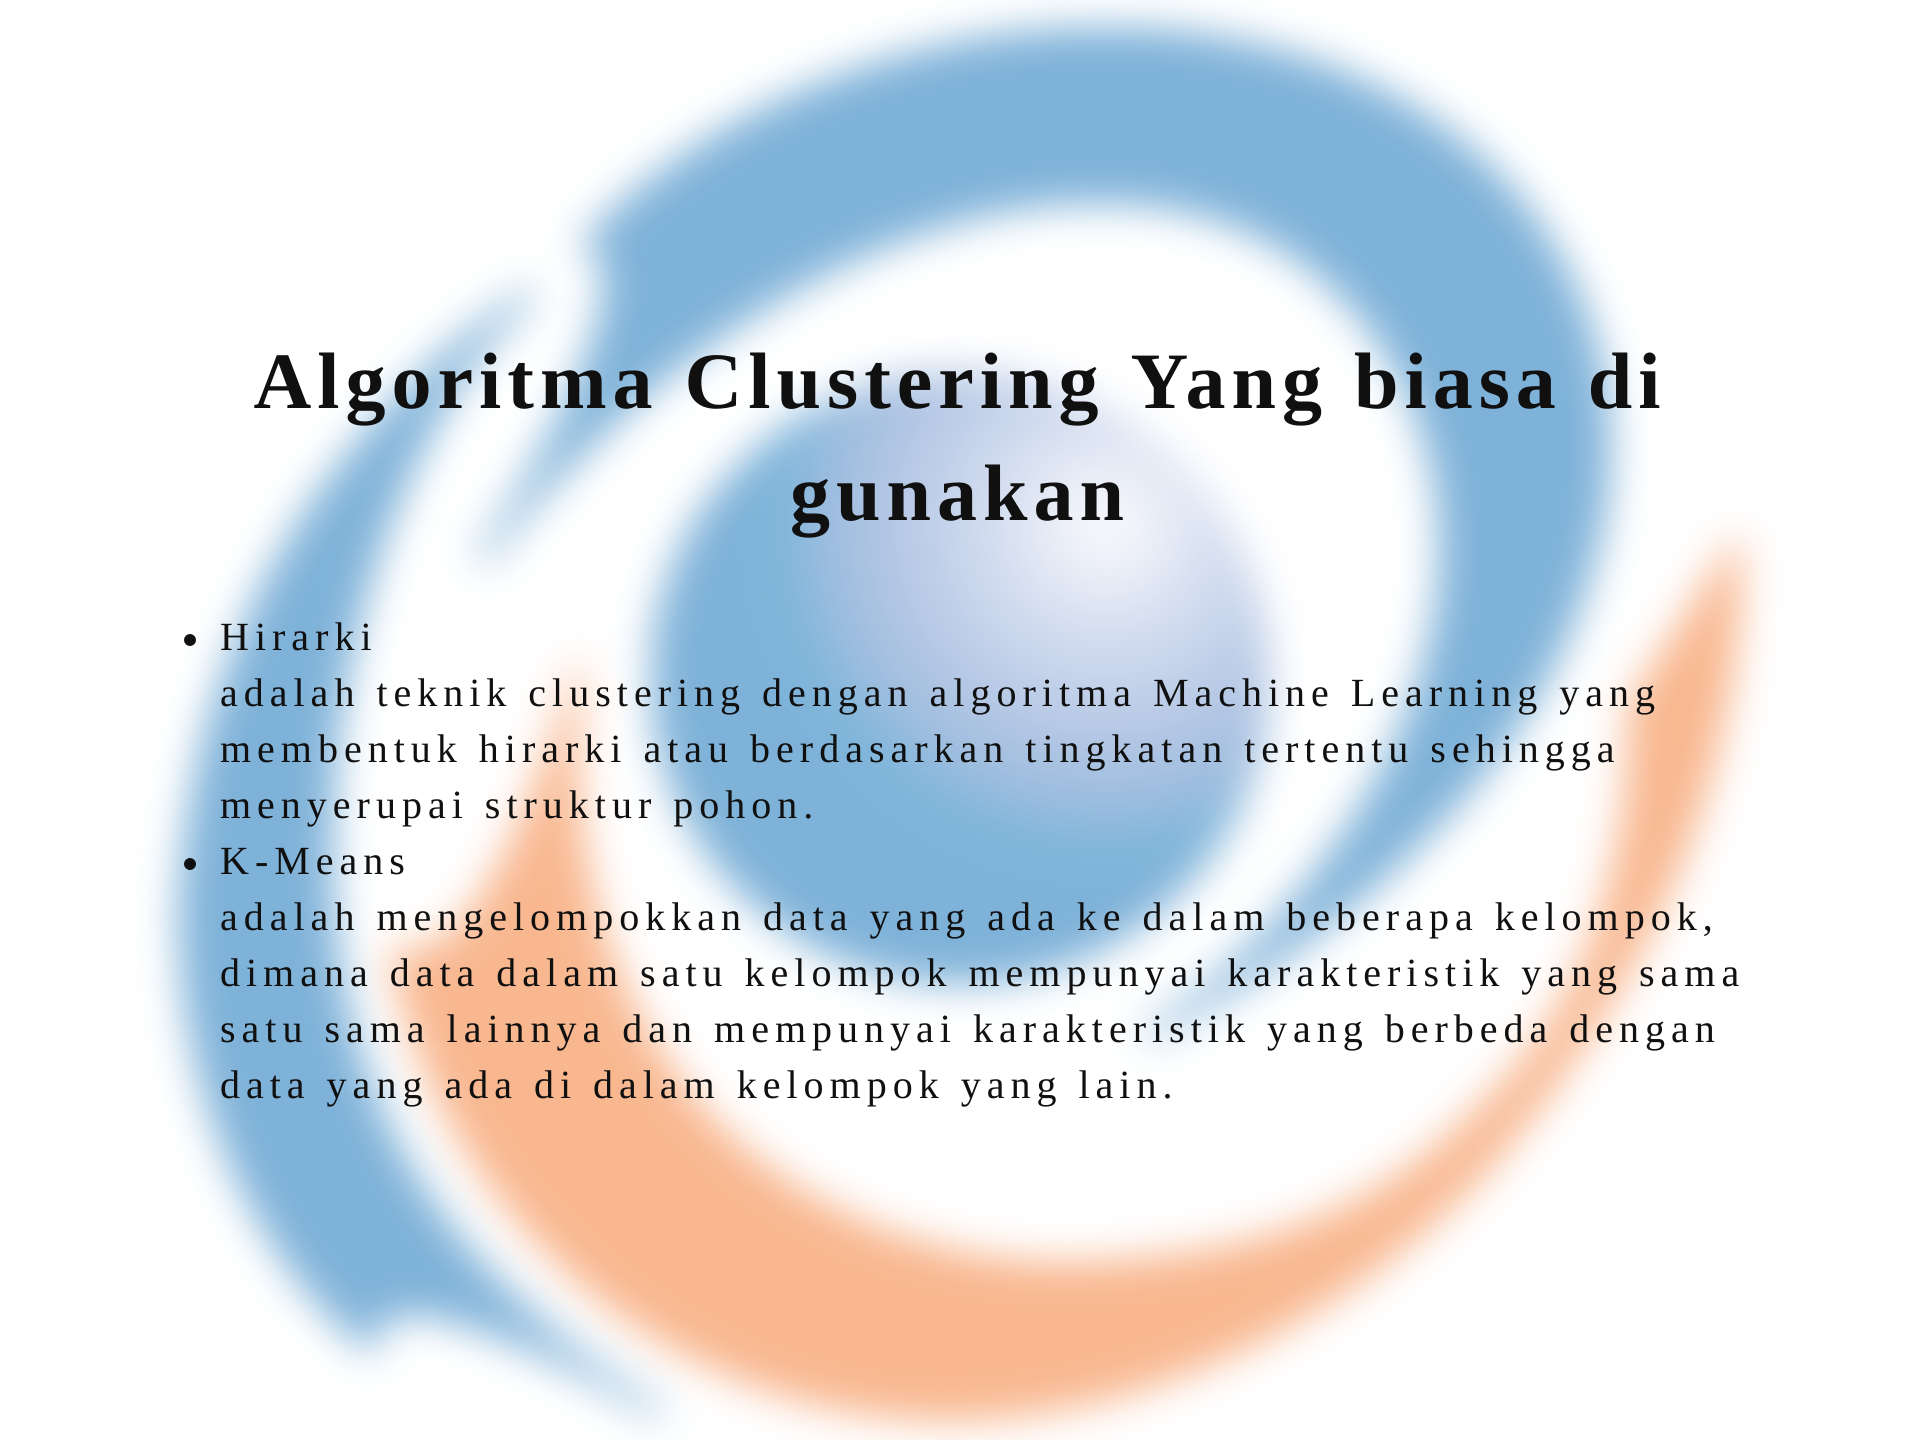 Algoritma Clustering Yang biasa di
gunakan
• Hirarki
adalah teknik clustering dengan algoritma Machine Learning yang
membentuk hirarki atau berdasarkan tingkatan tertentu sehingga
menyerupai struktur pohon.
• K-Means
adalah mengelompokkan data yang ada ke dalam beberapa kelompok,
dimana data dalam satu kelompok mempunyai karakteristik yang sama
satu sama lainnya dan mempunyai karakteristik yang berbeda dengan
data yang ada di dalam kelompok yang lain.